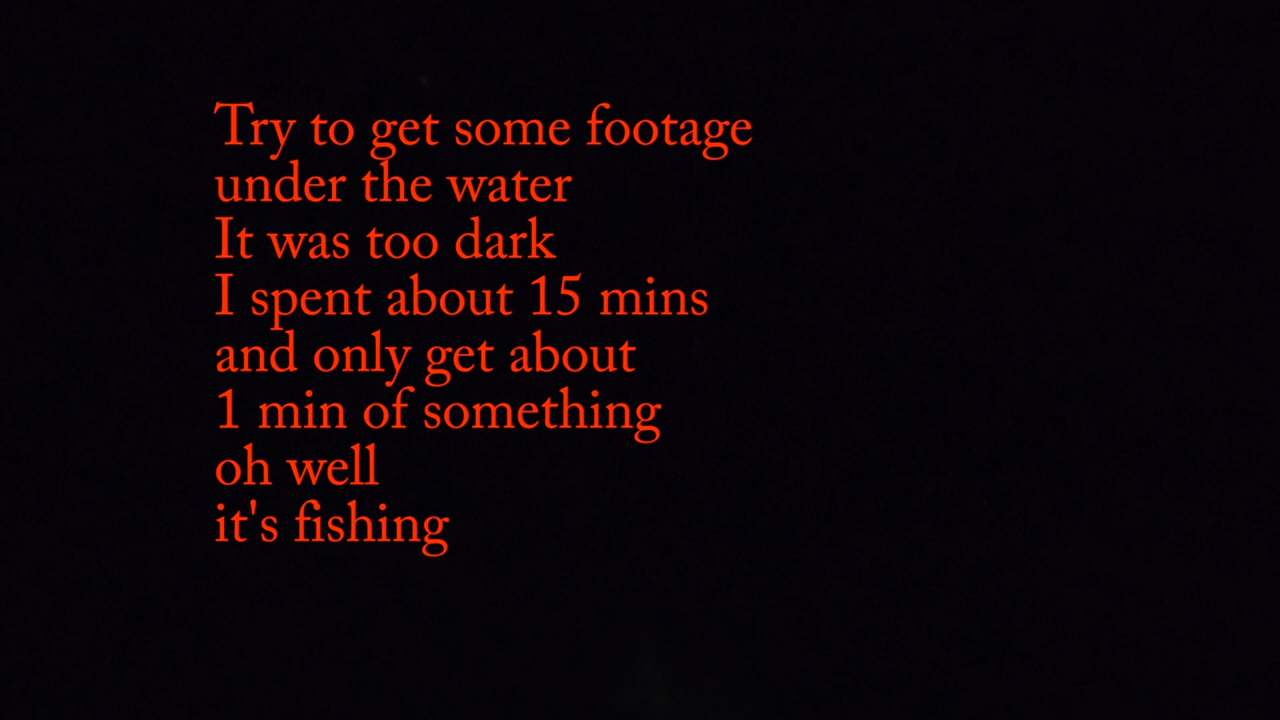 Try to get some footage
under the water
It was too dark
I spent about 15 mins
and only get about
1 min of something
oh well
it's fishing